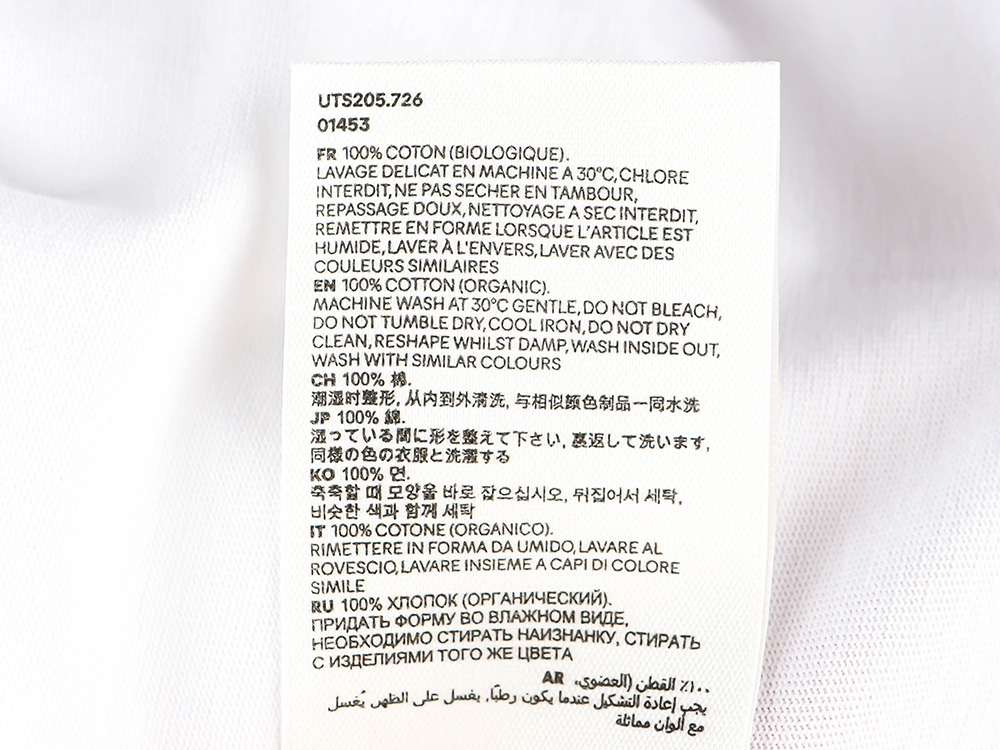 UTS205.726
01453
FR 100% COTON (BIOLOGIQUE).
LAVAGE DELICAT EN MACHINE A 30°C, CHLORE
INTERDIT, NE PAS SECHER EN TAMBOUR,
REPASSAGE DOUX, NETTOYAGE A SEC INTERDIT,
REMETTRE EN FORME LORSQUE L'ARTICLE EST
HUMIDE, LAVER À L'ENVERS, LAVER AVEC DES
COULEURS SIMILAIRES
EN 100% COTTON (ORGANIC).
MACHINE WASH AT 30°C GENTLE, DO NOT BLEACH,
DO NOT TUMBLE DRY, COOL IRON, DO NOT DRY
CLEAN, RESHAPE WHILST DAMP, WASH INSIDE OUT,
WASH WITH SIMILAR COLOURS
CH 100% 棉.
潮湿时整形, 从内到外清洗, 与相似颜色制品一同水洗
JP 100% 綿.
湿っている間に形を整えて下さい, 裏返して洗います,
同様の色の衣服と洗濯する
KO 100% 면.
축축할 때 모양을 바로 잡으십시오, 뒤집어서 세탁,
비슷한 색과 함께 세탁
IT 100% COTONE (ORGANICO).
RIMETTERE IN FORMA DA UMIDO, LAVARE AL
ROVESCIO, LAVARE INSIEME A CAPI DI COLORE
SIMILE
RU 100% ХЛОПОК (ОРГАНИЧЕСКИЙ).
ПРИДАТЬ ФОРМУ ВО ВЛАЖНОМ ВИДЕ,
НЕОБХОДИМО СТИРАТЬ НАИЗНАНКУ, СТИРАТЬ
С ИЗДЕЛИЯМИ ТОГО ЖЕ ЦВЕТА
١٠٠٪ القطن (العضوي). AR
يجب إعادة التشكيل عندما يكون رطبًا, يغسل على الظهر, يُغسل
مع ألوان مماثلة